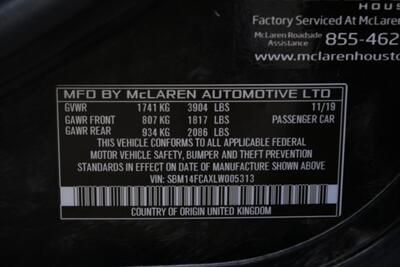 HOUS
Factory Serviced At McLaren
McLaren Roadside
Assistance 855-462
www.mclarenhousto
MFD BY McLAREN AUTOMOTIVE LTD
GVWR 1741 KG 3904 LBS 11/19
GAWR FRONT 807 KG 1817 LBS PASSENGER CAR
GAWR REAR 934 KG 2086 LBS
THIS VEHICLE CONFORMS TO ALL APPLICABLE FEDERAL
MOTOR VEHICLE SAFETY, BUMPER AND THEFT PREVENTION
STANDARDS IN EFFECT ON DATE OF MANUFACTURE SHOWN ABOVE.
VIN: SBM14FCAXLW005313
COUNTRY OF ORIGIN UNITED KINGDOM